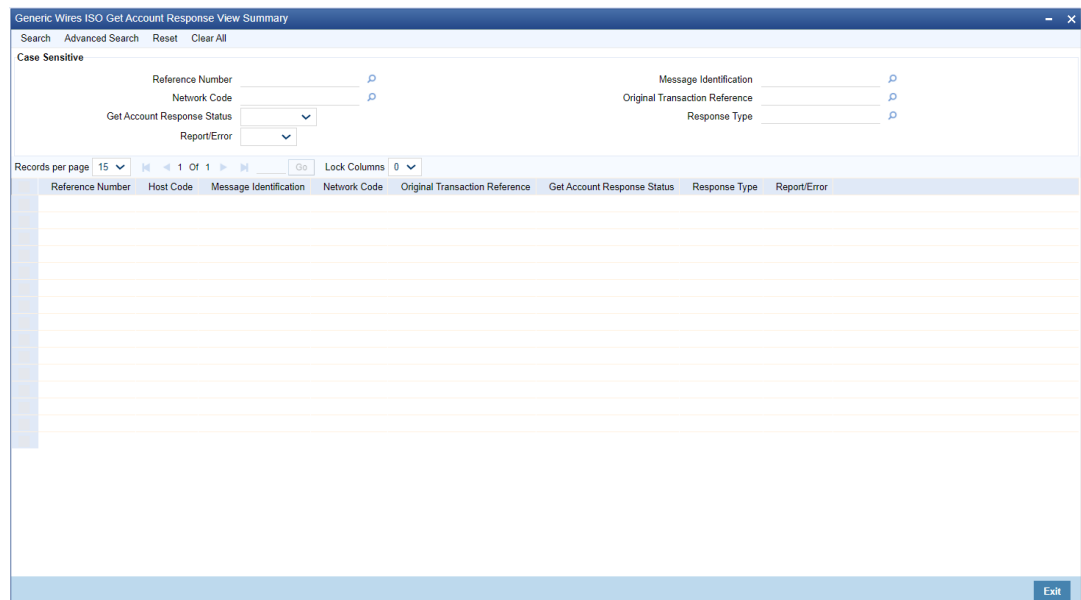 Generic Wires ISO Get Account Response View Summary
Search Advanced Search Reset Clear All
Case Sensitive
Reference Number Message Identification
Network Code Original Transaction Reference
Get Account Response Status Response Type
Report/Error
Records per page 15 1 Of 1 Go Lock Columns 0
Reference Number Host Code Message Identification Network Code Original Transaction Reference Get Account Response Status Response Type Report/Error
Exit